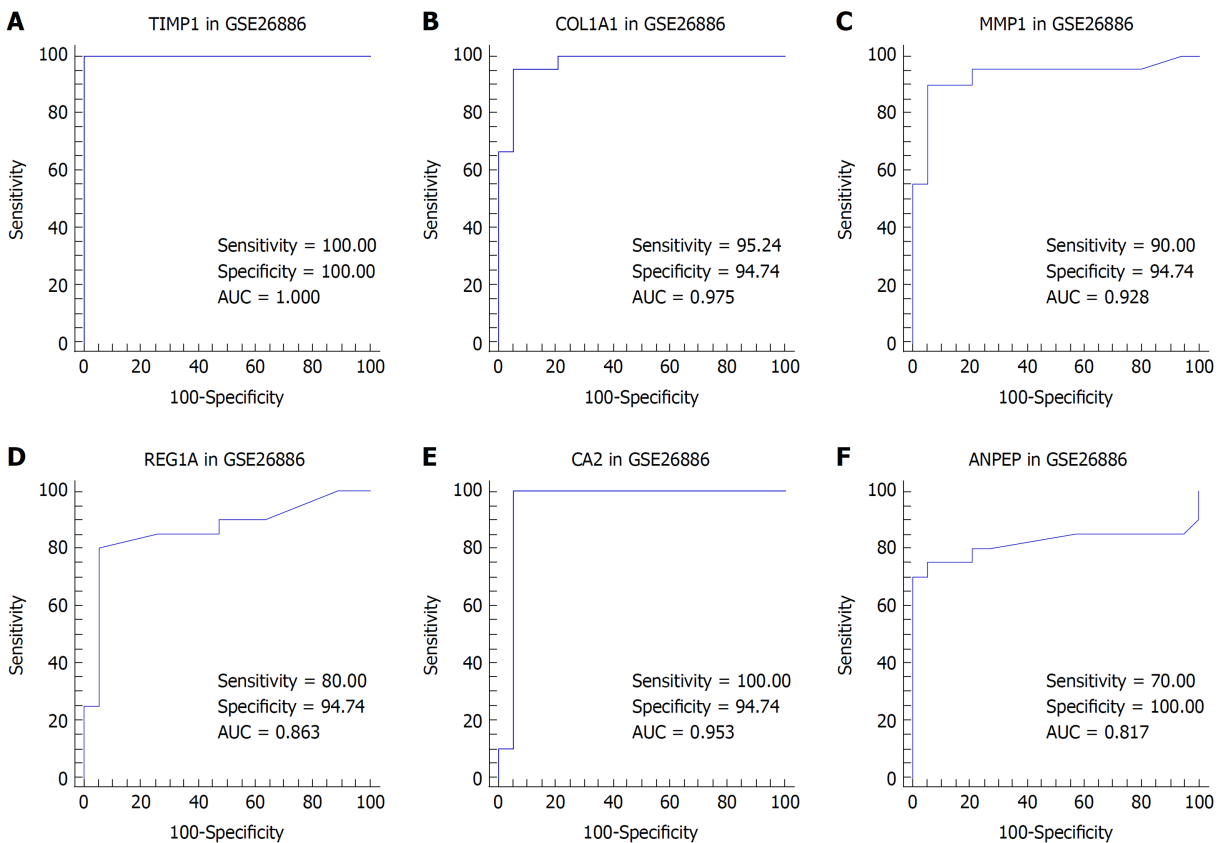 A
TIMP1 in GSE26886
100
80
60
40
20
0
Sensitivity
Sensitivity = 100.00
Specificity = 100.00
AUC = 1.000
0 20 40 60 80 100
100-Specificity
B
COL1A1 in GSE26886
100
80
60
40
20
0
Sensitivity
Sensitivity = 95.24
Specificity = 94.74
AUC = 0.975
0 20 40 60 80 100
100-Specificity
C
MMP1 in GSE26886
100
80
60
40
20
0
Sensitivity
Sensitivity = 90.00
Specificity = 94.74
AUC = 0.928
0 20 40 60 80 100
100-Specificity
D
REG1A in GSE26886
100
80
60
40
20
0
Sensitivity
Sensitivity = 80.00
Specificity = 94.74
AUC = 0.863
0 20 40 60 80 100
100-Specificity
E
CA2 in GSE26886
100
80
60
40
20
0
Sensitivity
Sensitivity = 100.00
Specificity = 94.74
AUC = 0.953
0 20 40 60 80 100
100-Specificity
F
ANPEP in GSE26886
100
80
60
40
20
0
Sensitivity
Sensitivity = 70.00
Specificity = 100.00
AUC = 0.817
0 20 40 60 80 100
100-Specificity